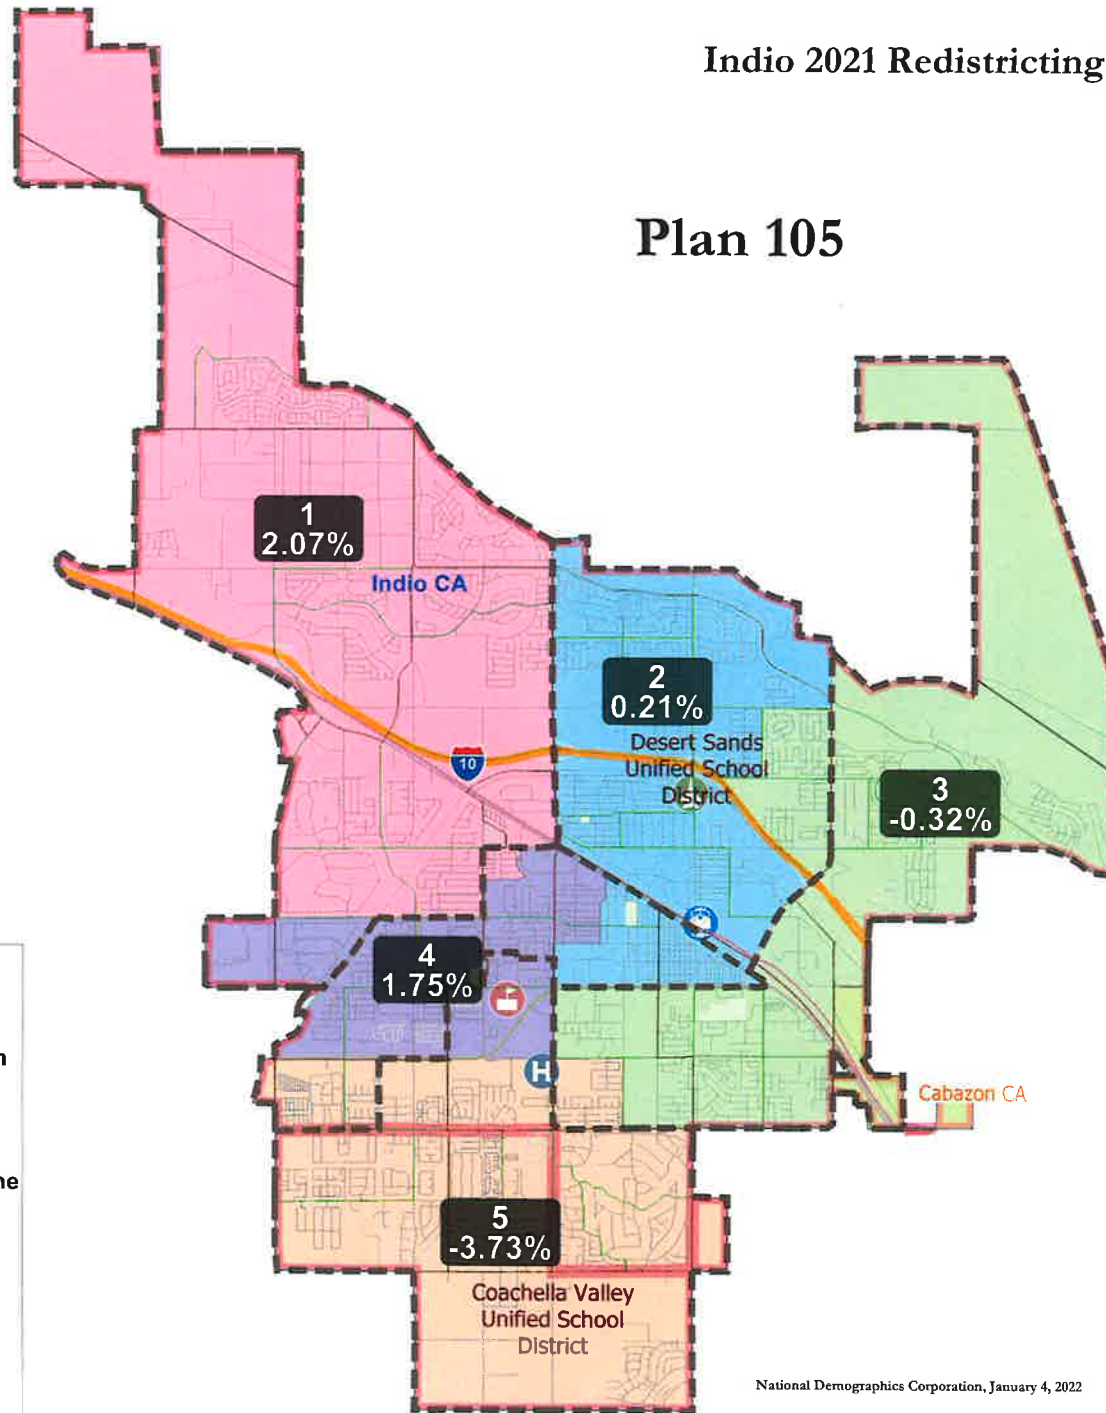 Indio 2021 Redistricting
Plan 105
1
2.07%
Indio CA
2
0.21%
Desert Sands
Unified School
District
10
3
-0.32%
4
1.75%
H
Cabazon CA
5
-3.73%
Coachella Valley
Unified School
District
National Demographics Corporation, January 4, 2022